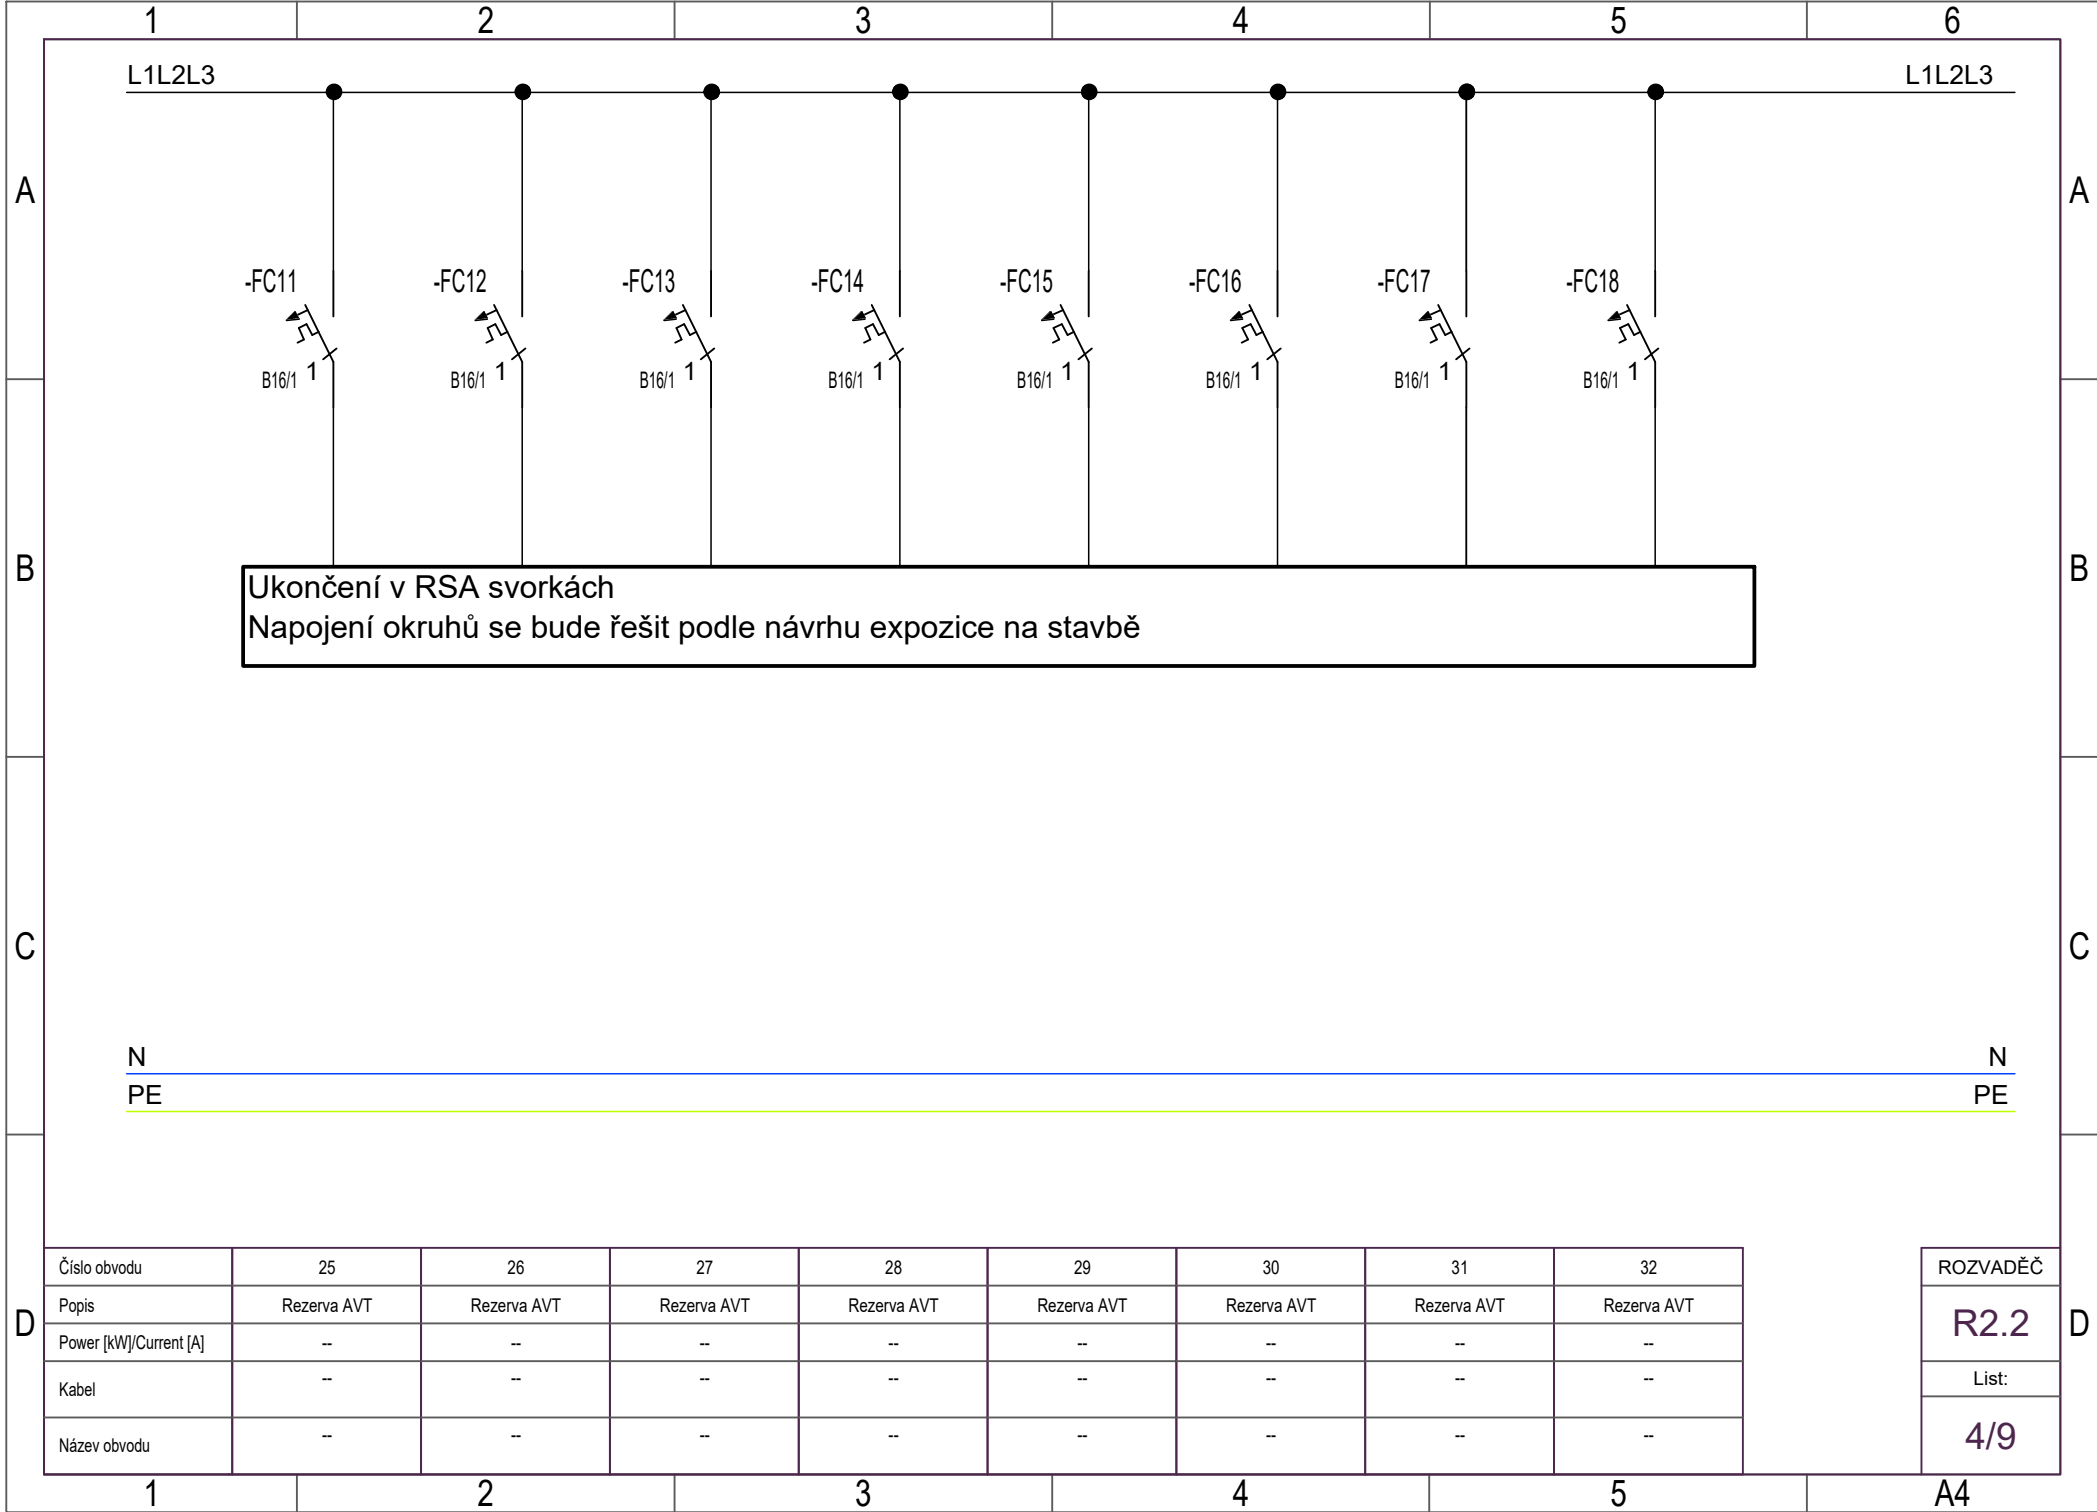 1 2 3 4 5 6
L1L2L3 L1L2L3
A A
-FC11 -FC12 -FC13 -FC14 -FC15 -FC16 -FC17 -FC18
B16/1 1 B16/1 1 B16/1 1 B16/1 1 B16/1 1 B16/1 1 B16/1 1 B16/1 1
B B
Ukončení v RSA svorkách
Napojení okruhů se bude řešit podle návrhu expozice na stavbě
C C
N N
PE PE
Číslo obvodu 25 26 27 28 29 30 31 32 ROZVADĚČ
Popis Rezerva AVT Rezerva AVT Rezerva AVT Rezerva AVT Rezerva AVT Rezerva AVT Rezerva AVT Rezerva AVT
D R2.2 D
Power [kW]/Current [A] -- -- -- -- -- -- -- --
Kabel -- -- -- -- -- -- -- -- List:
Název obvodu -- -- -- -- -- -- -- -- 4/9
1 2 3 4 5 A4